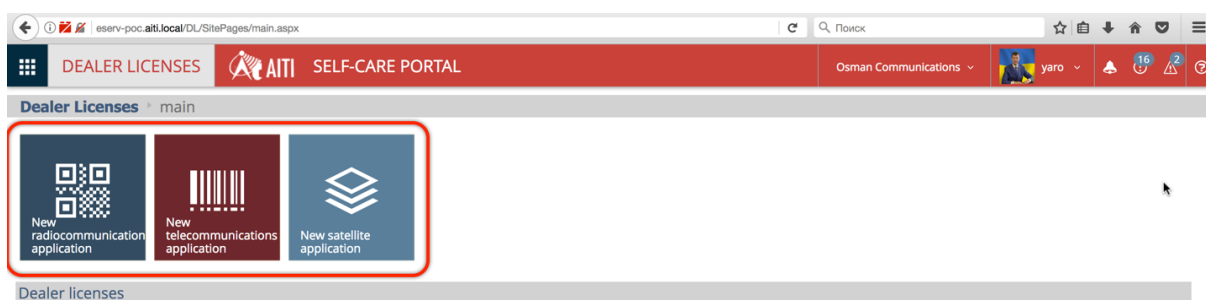 eserv-poc.aiti.local/DL/SitePages/main.aspx
Поиск
DEALER LICENSES AITI SELF-CARE PORTAL Osman Communications yaro 16 2
Dealer Licenses main
New radiocommunication application
New telecommunications application
New satellite application
Dealer licenses